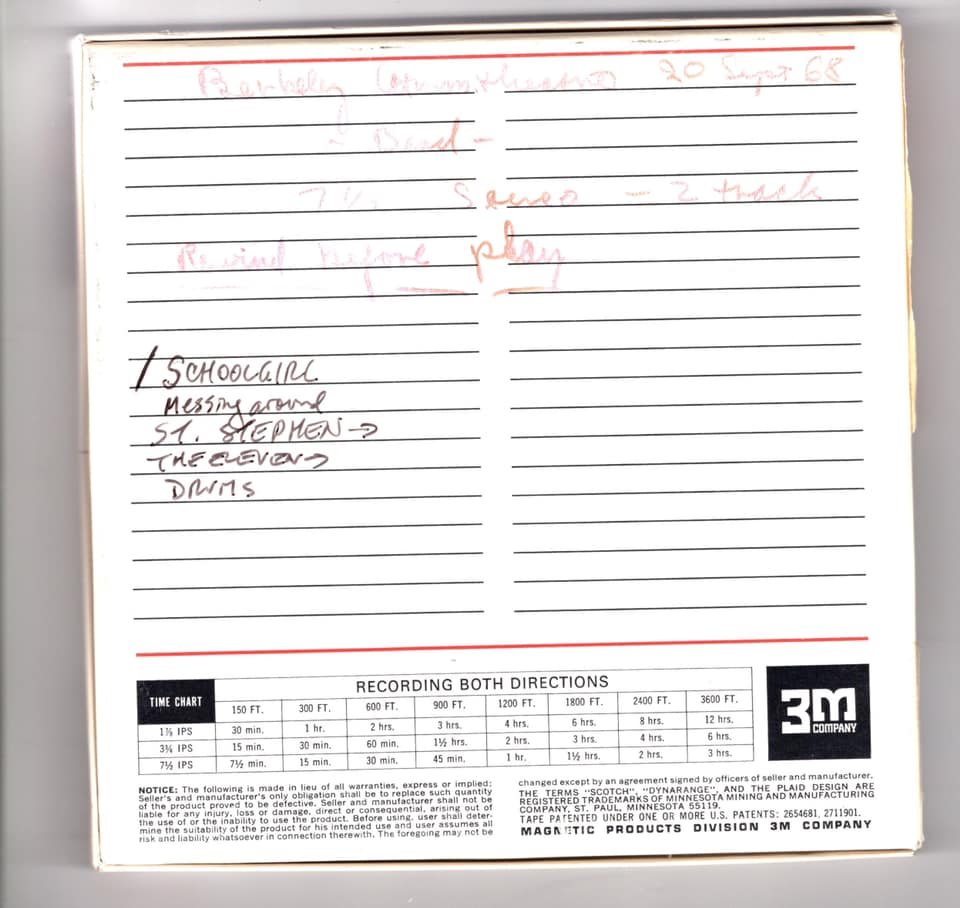 Berkeley 20 Sept 68
- Band -
7 1/2 Stereo - 2 track
Rewind before play
/ SCHOOLGIRL
Messing around
ST. STEPHEN →
THE ELEVEN →
DRUMS
RECORDING BOTH DIRECTIONS
TIME CHART 150 FT. 300 FT. 600 FT. 900 FT. 1200 FT. 1800 FT. 2400 FT. 3600 FT.
1⅞ IPS 30 min. 1 hr. 2 hrs. 3 hrs. 4 hrs. 6 hrs. 8 hrs. 12 hrs.
3¾ IPS 15 min. 30 min. 60 min. 1½ hrs. 2 hrs. 3 hrs. 4 hrs. 6 hrs.
7½ IPS 7½ min. 15 min. 30 min. 45 min. 1 hr. 1½ hrs. 2 hrs. 3 hrs.
3M
COMPANY
NOTICE: The following is made in lieu of all warranties, express or implied:
Seller's and manufacturer's only obligation shall be to replace such quantity
of the product proved to be defective. Seller and manufacturer shall not be
liable for any injury, loss or damage, direct or consequential, arising out of
the use of or the inability to use the product. Before using, user shall deter-
mine the suitability of the product for his intended use and user assumes all
risk and liability whatsoever in connection therewith. The foregoing may not be
changed except by an agreement signed by officers of seller and manufacturer.
THE TERMS "SCOTCH", "DYNARANGE", AND THE PLAID DESIGN ARE
REGISTERED TRADEMARKS OF MINNESOTA MINING AND MANUFACTURING
COMPANY, ST. PAUL, MINNESOTA 55119.
TAPE PATENTED UNDER ONE OR MORE U.S. PATENTS: 2654681, 2711901.
MAGNETIC PRODUCTS DIVISION 3M COMPANY